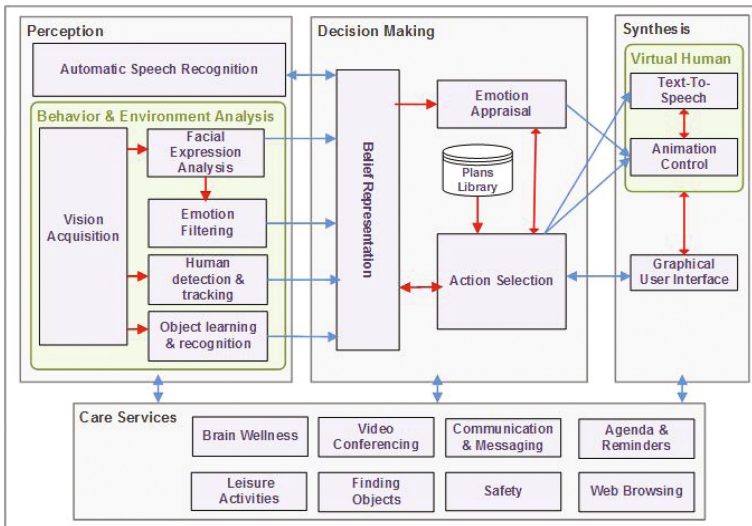 Perception
Automatic Speech Recognition
Behavior & Environment Analysis
Vision
Acquisition
Facial
Expression
Analysis
Emotion
Filtering
Human
detection &
tracking
Object learning
& recognition
Decision Making
Belief Representation
Emotion
Appraisal
Plans
Library
Action Selection
Synthesis
Virtual Human
Text-To-
Speech
Animation
Control
Graphical
User Interface
Care Services
Brain Wellness
Video
Conferencing
Communication
& Messaging
Agenda &
Reminders
Leisure
Activities
Finding
Objects
Safety
Web Browsing